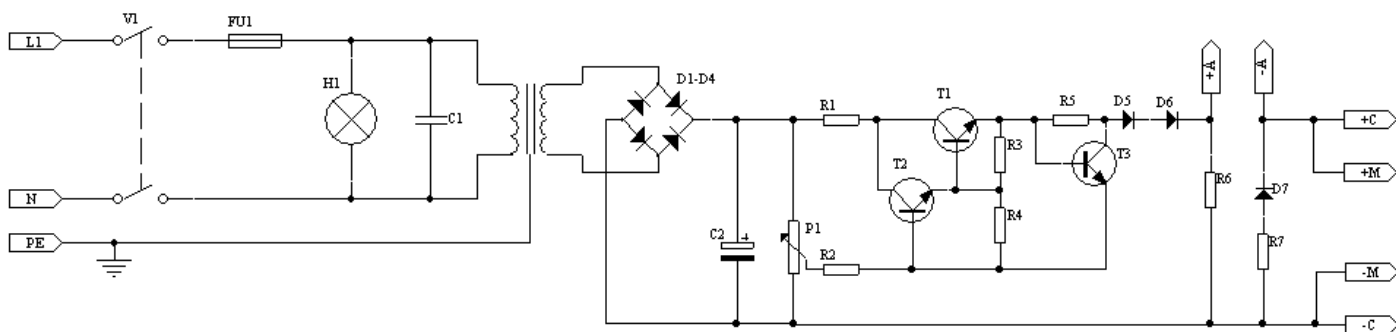 V1
FU1
L1
H1
C1
N
PE
D1-D4
C2
+
P1
R1
R2
T1
T2
R3
R4
R5
T3
D5
D6
+A
-A
R6
D7
R7
+C
+M
-M
-C